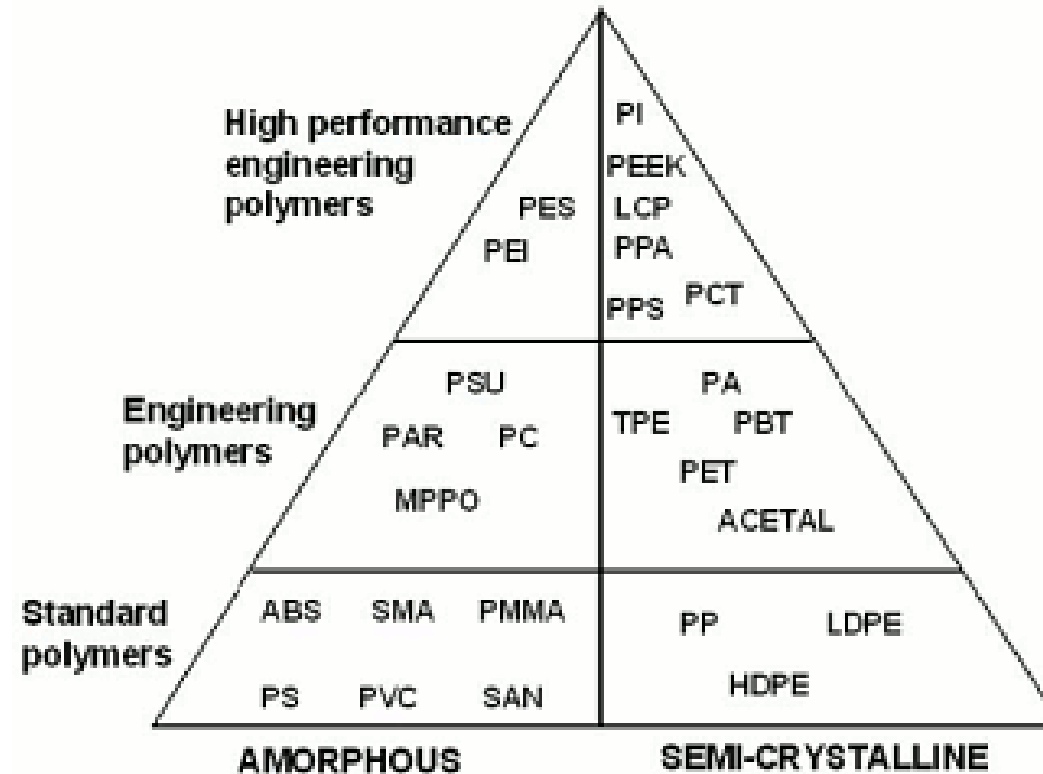 High performance
engineering
polymers
PI
PEEK
PES LCP
PEI PPA
PPS PCT
Engineering
polymers
PSU PA
PAR PC TPE PBT
PET
MPPO
ACETAL
Standard
polymers
ABS SMA PMMA PP LDPE
PS PVC SAN HDPE
AMORPHOUS SEMI-CRYSTALLINE